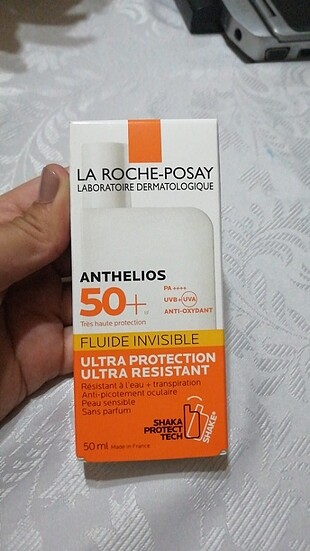 LA ROCHE-POSAY
LABORATOIRE DERMATOLOGIQUE
ANTHELIOS
50+
Très haute protection
PA ++++
UVB+UVA
ANTI-OXYDANT
FLUIDE INVISIBLE
ULTRA PROTECTION
ULTRA RESISTANT
Résistant à l'eau + transpiration
Anti-picotement oculaire
Peau sensible
Sans parfum
SHAKA
PROTECT
TECH
SHAKE
50 ml Made in France